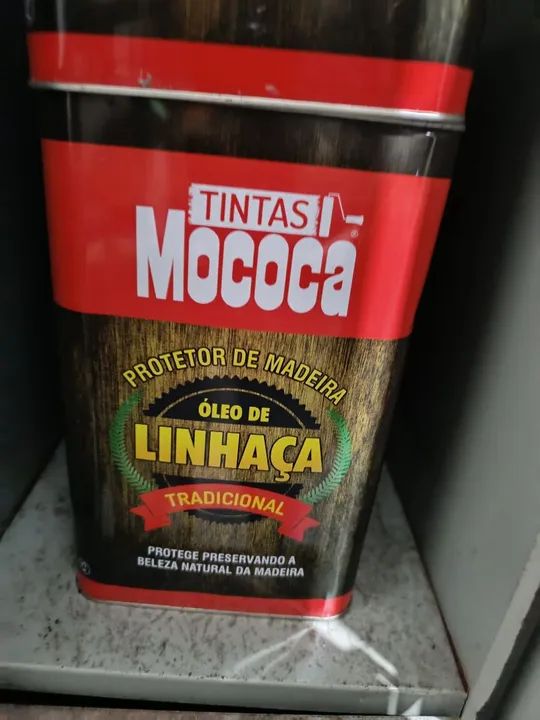 TINTAS
MOCOCA
PROTETOR DE MADEIRA
ÓLEO DE
LINHAÇA
TRADICIONAL
PROTEGE PRESERVANDO A
BELEZA NATURAL DA MADEIRA